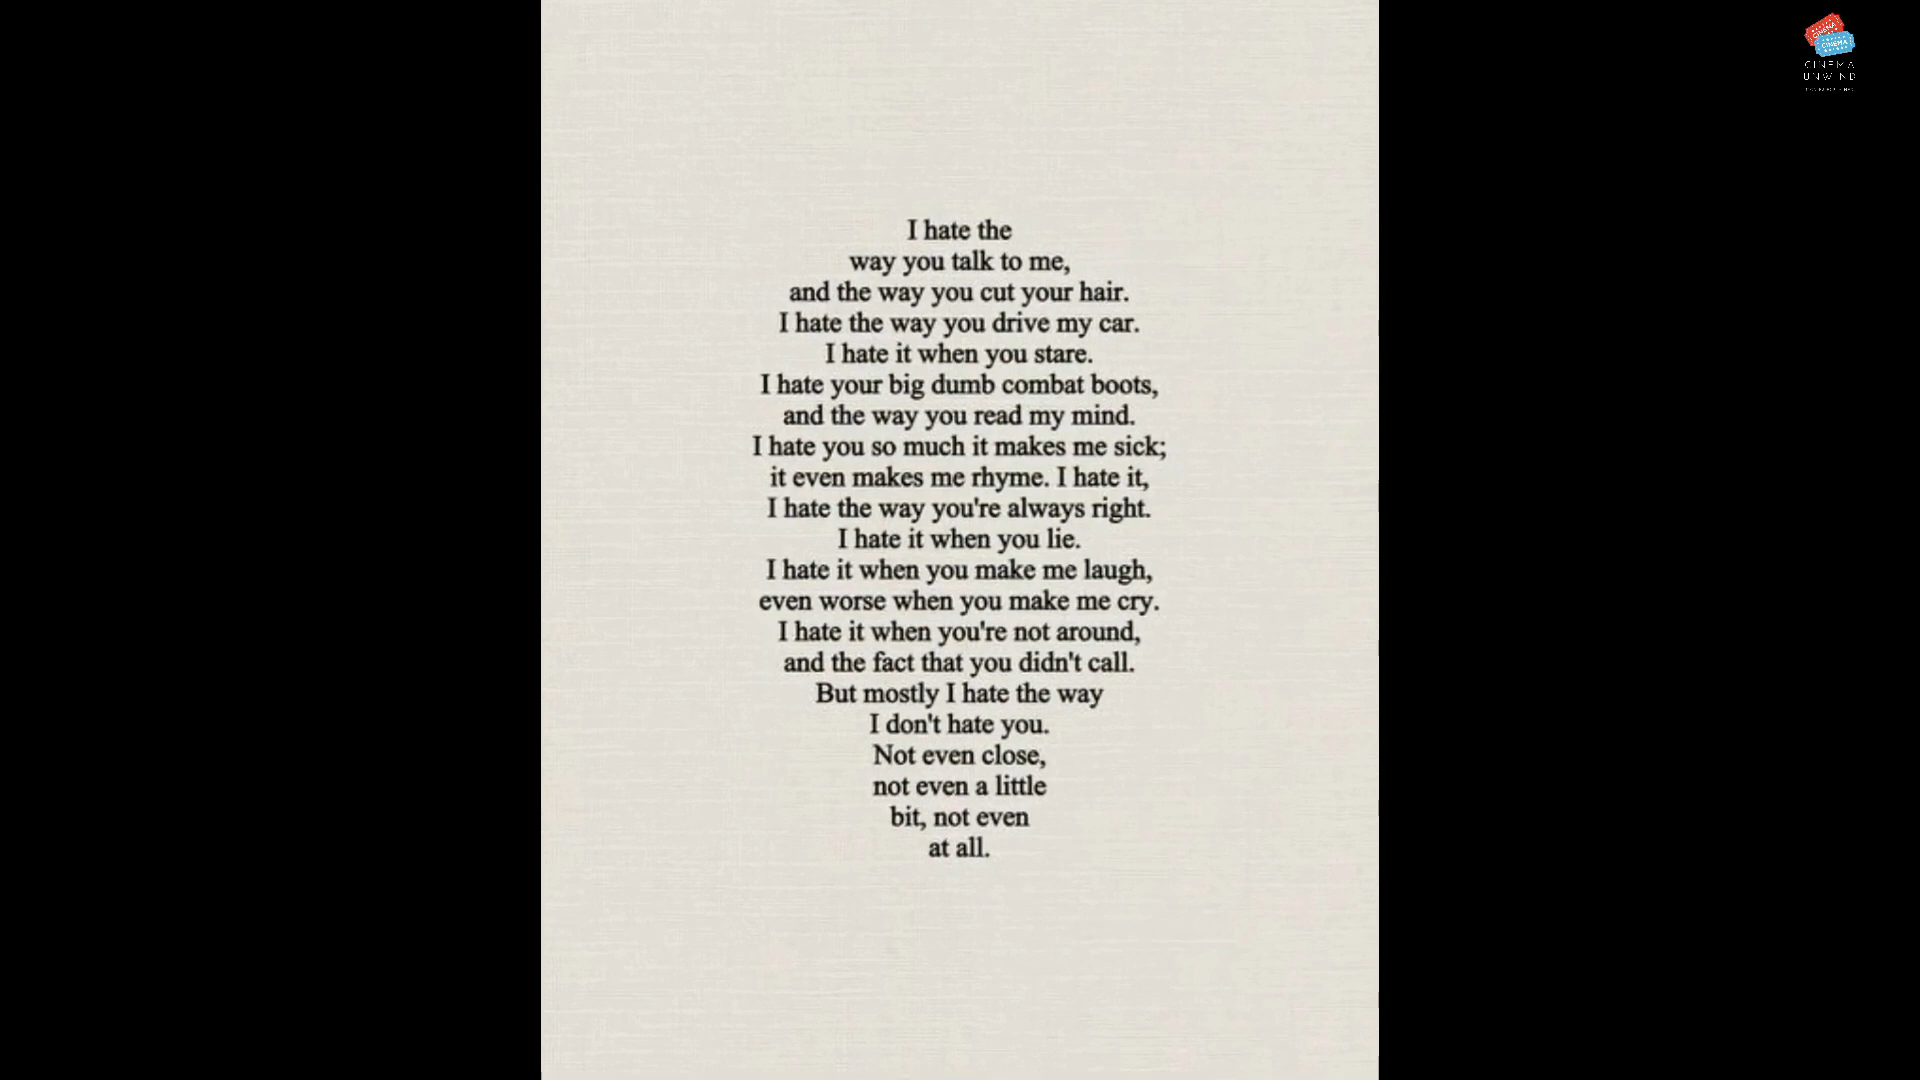 I hate the
way you talk to me,
and the way you cut your hair.
I hate the way you drive my car.
I hate it when you stare.
I hate your big dumb combat boots,
and the way you read my mind.
I hate you so much it makes me sick;
it even makes me rhyme. I hate it,
I hate the way you're always right.
I hate it when you lie.
I hate it when you make me laugh,
even worse when you make me cry.
I hate it when you're not around,
and the fact that you didn't call.
But mostly I hate the way
I don't hate you.
Not even close,
not even a little
bit, not even
at all.
CINEMA
CINEMA
CINEMA
UNWIND